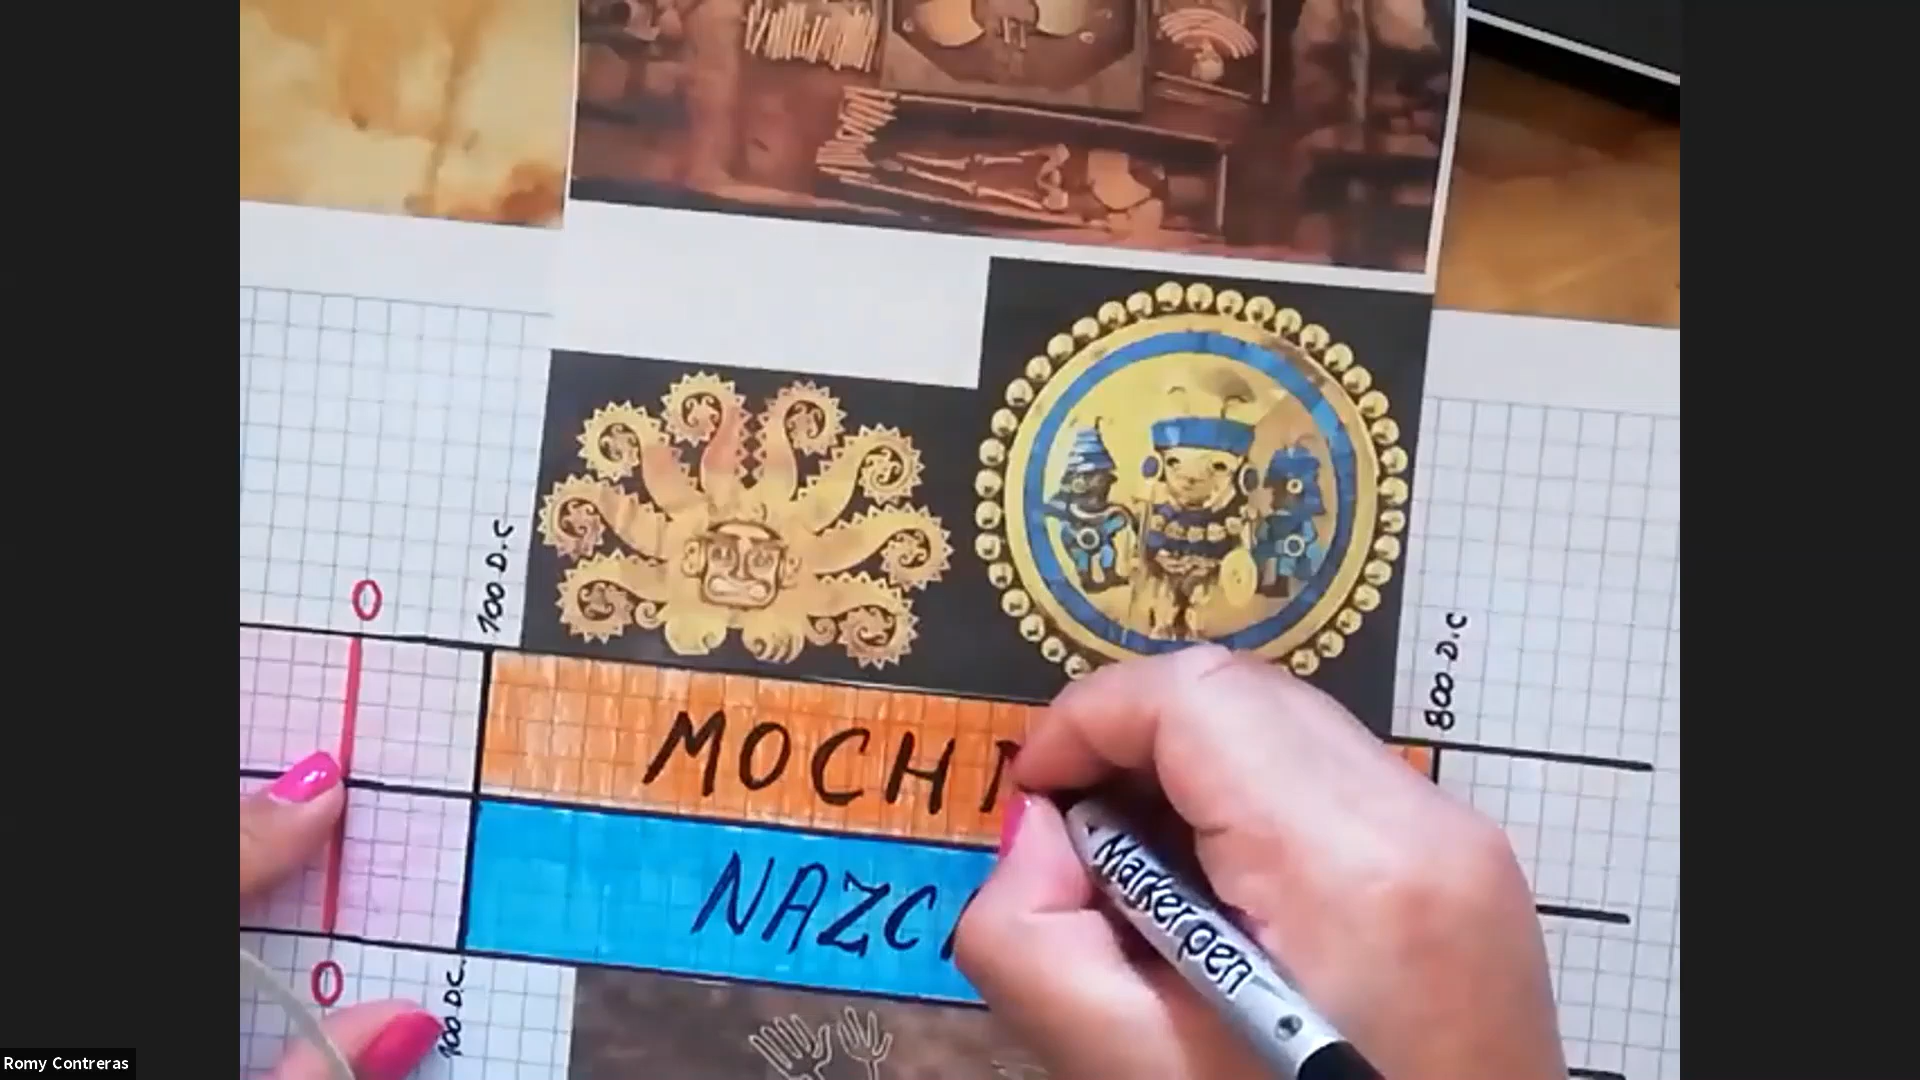 0
100 D.C
800 D.C
MOCH
NAZC
Marker pen
0
100 D.C.
Romy Contreras